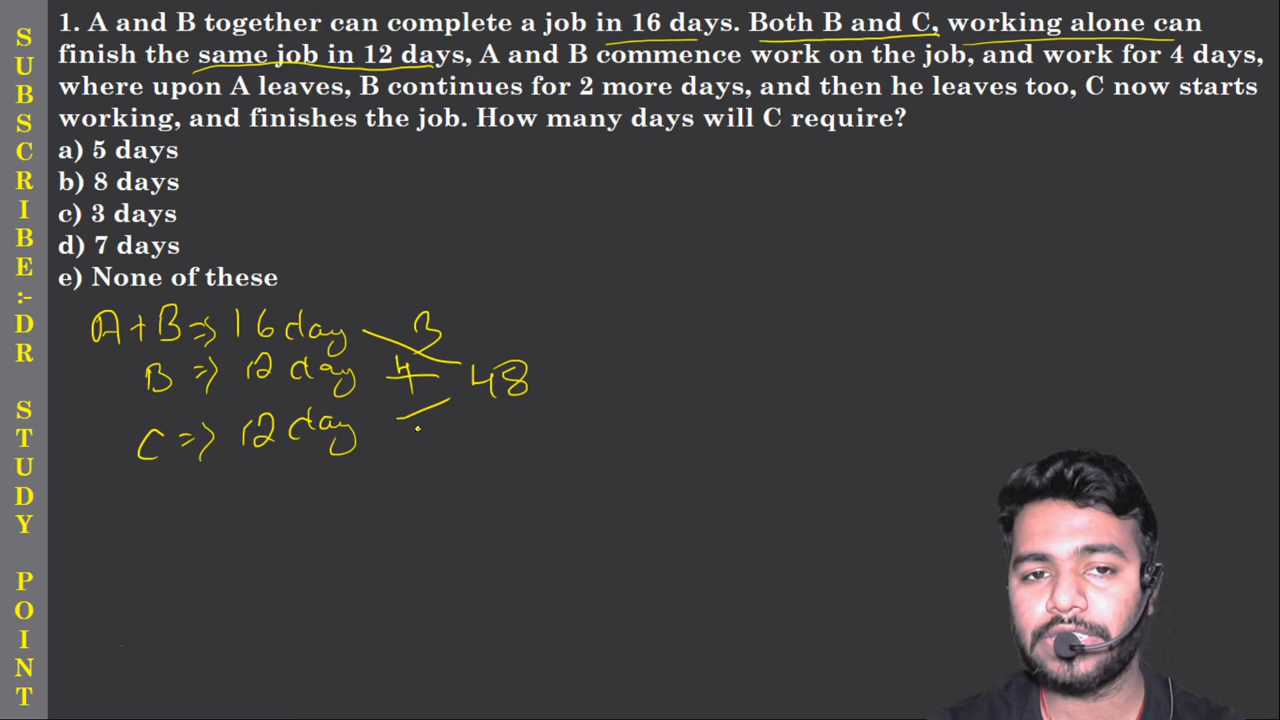 SUBSCRIBE:-DR STUDY POINT
1. A and B together can complete a job in 16 days. Both B and C, working alone can
finish the same job in 12 days, A and B commence work on the job, and work for 4 days,
where upon A leaves, B continues for 2 more days, and then he leaves too, C now starts
working, and finishes the job. How many days will C require?
a) 5 days
b) 8 days
c) 3 days
d) 7 days
e) None of these
A+B => 16 day 3
B => 12 day 4 48
C => 12 day